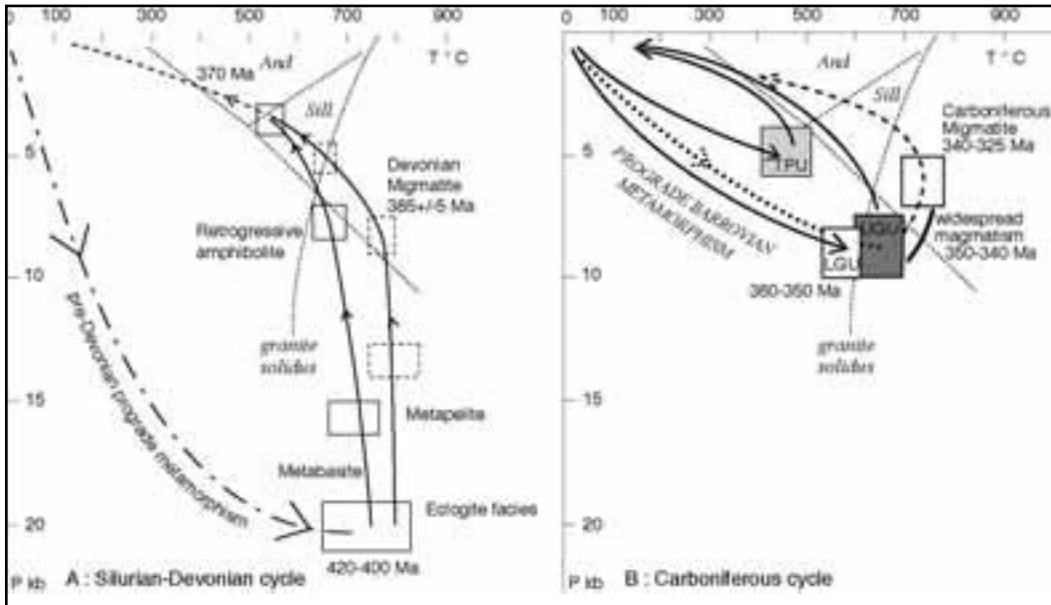 100 300 500 700 900
T ° C
And
370 Ma
Sill
5
Devonian
Migmatite
385+/-5 Ma
Retrogressive
amphibolite
10
pre-Devonian prograde metamorphism
granite
solidus
15
Metapelite
Metabasite
Eclogite facies
20
420-400 Ma
P kb
A : Silurian-Devonian cycle
0 100 300 500 700 900
T ° C
And
Sill
Carboniferous
Migmatite
340-325 Ma
5
TPU
PROGRADE BARROVIAN
METAMORPHISM
UGU
widespread
magmatism
350-340 Ma
LGU
10
360-350 Ma
granite
solidus
15
20
P kb
B : Carboniferous cycle